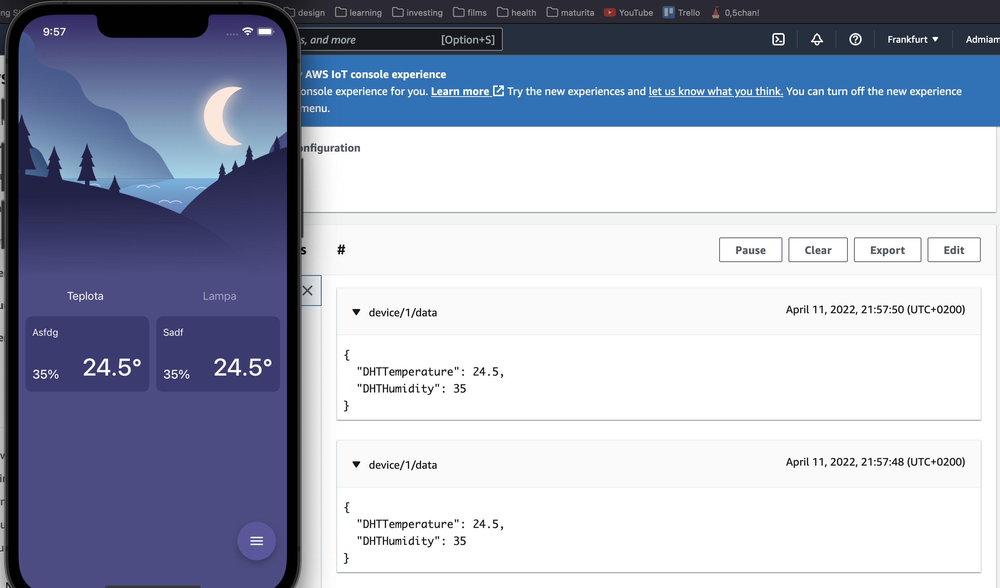 design
learning
investing
films
health
maturita
YouTube
Trello
0,5chan!
9:57
and more
[Option+S]
Frankfurt
AWS IoT console experience
console experience for you. Learn more Try the new experiences and let us know what you think. You can turn off the new experience
menu.
#
Pause
Clear
Export
Edit
Teplota
Lampa
Asfdg
35%
24.5°
Sadf
35%
24.5°
device/1/data
April 11, 2022, 21:57:50 (UTC+0200)
{
"DHTTemperature": 24.5,
"DHTHumidity": 35
}
device/1/data
April 11, 2022, 21:57:48 (UTC+0200)
{
"DHTTemperature": 24.5,
"DHTHumidity": 35
}